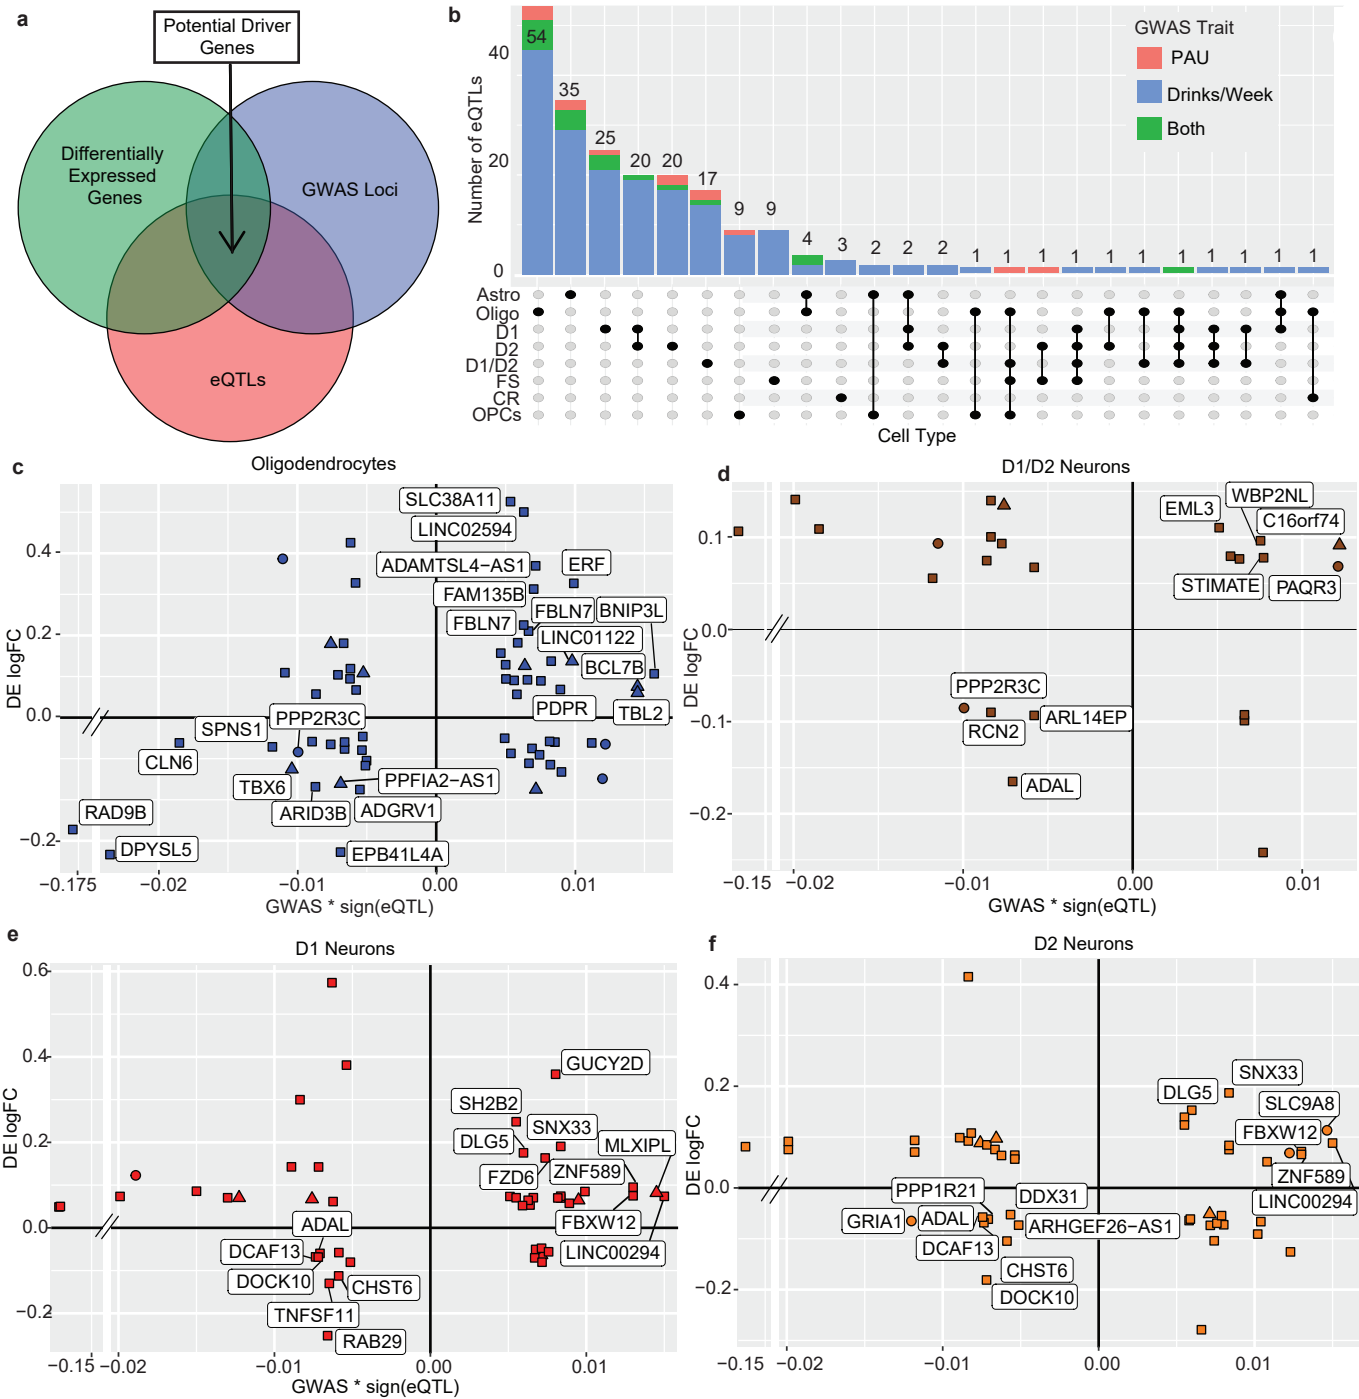 a
Potential Driver
Genes
Differentially
Expressed
Genes
GWAS Loci
eQTLs
b
Number of eQTLs
40
20
0
54
35
25
20
20
17
9
9
4
3
2
2
2
1
1
1
1
1
1
1
1
1
1
1
GWAS Trait
PAU
Drinks/Week
Both
Astro
Oligo
D1
D2
D1/D2
FS
CR
OPCs
Cell Type
c
Oligodendrocytes
DE logFC
0.4
0.2
0.0
−0.2
SLC38A11
LINC02594
ADAMTSL4−AS1
ERF
FAM135B
FBLN7
FBLN7
BNIP3L
LINC01122
BCL7B
PDPR
TBL2
SPNS1
PPP2R3C
CLN6
TBX6
PPFIA2−AS1
ARID3B
ADGRV1
RAD9B
DPYSL5
EPB41L4A
−0.175
−0.02
−0.01
0.00
0.01
GWAS * sign(eQTL)
d
D1/D2 Neurons
DE logFC
0.1
0.0
−0.1
−0.2
WBP2NL
EML3
C16orf74
STIMATE
PAQR3
PPP2R3C
RCN2
ARL14EP
ADAL
−0.15
−0.02
−0.01
0.00
0.01
GWAS * sign(eQTL)
e
D1 Neurons
DE logFC
0.6
0.4
0.2
0.0
−0.2
GUCY2D
SH2B2
SNX33
DLG5
MLXIPL
FZD6
ZNF589
FBXW12
LINC00294
ADAL
DCAF13
DOCK10
CHST6
TNFSF11
RAB29
−0.15
−0.02
−0.01
0.00
0.01
GWAS * sign(eQTL)
f
D2 Neurons
DE logFC
0.4
0.2
0.0
−0.2
SNX33
DLG5
SLC9A8
FBXW12
ZNF589
LINC00294
PPP1R21
DDX31
GRIA1
ADAL
ARHGEF26−AS1
DCAF13
CHST6
DOCK10
−0.15
−0.02
−0.01
0.00
0.01